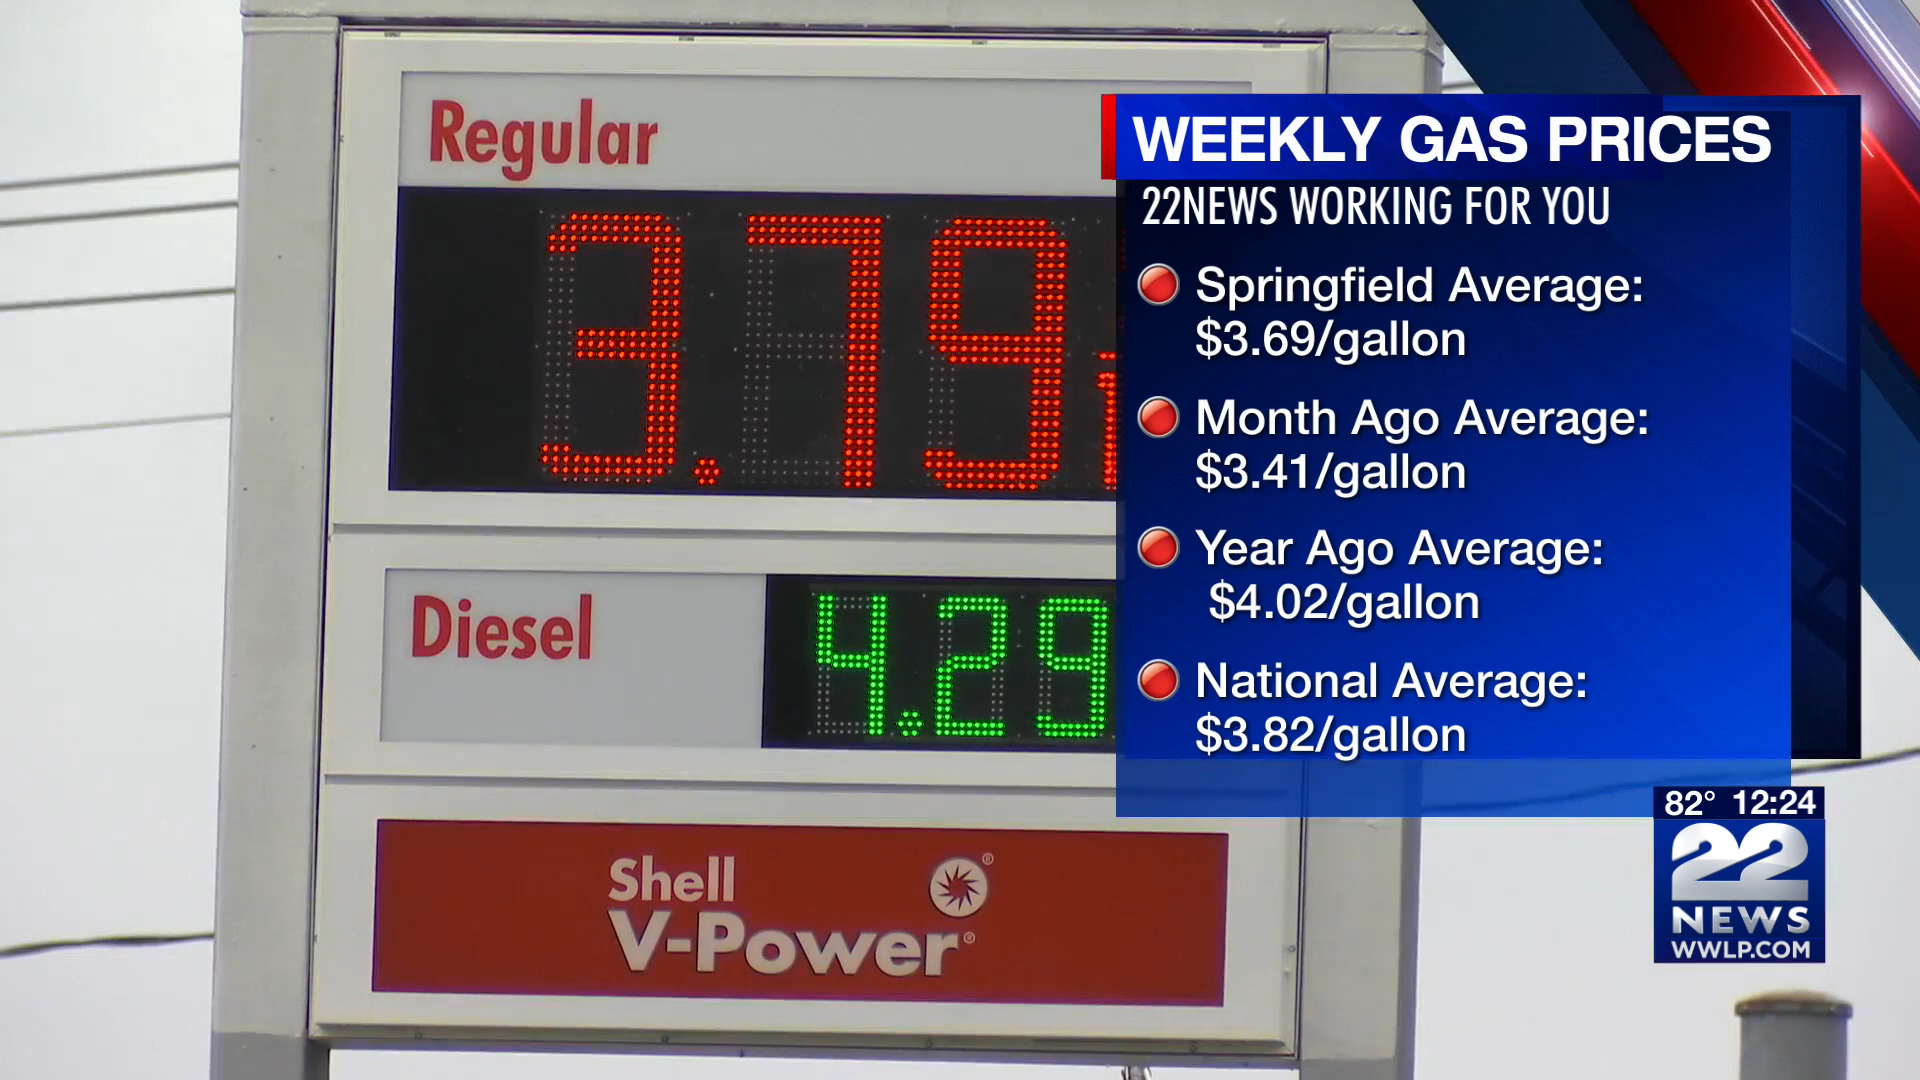 Regular
3.79
Diesel
4.29
Shell
V-Power
WEEKLY GAS PRICES
22NEWS WORKING FOR YOU
Springfield Average:
$3.69/gallon
Month Ago Average:
$3.41/gallon
Year Ago Average:
$4.02/gallon
National Average:
$3.82/gallon
82° 12:24
22
NEWS
WWLP.COM